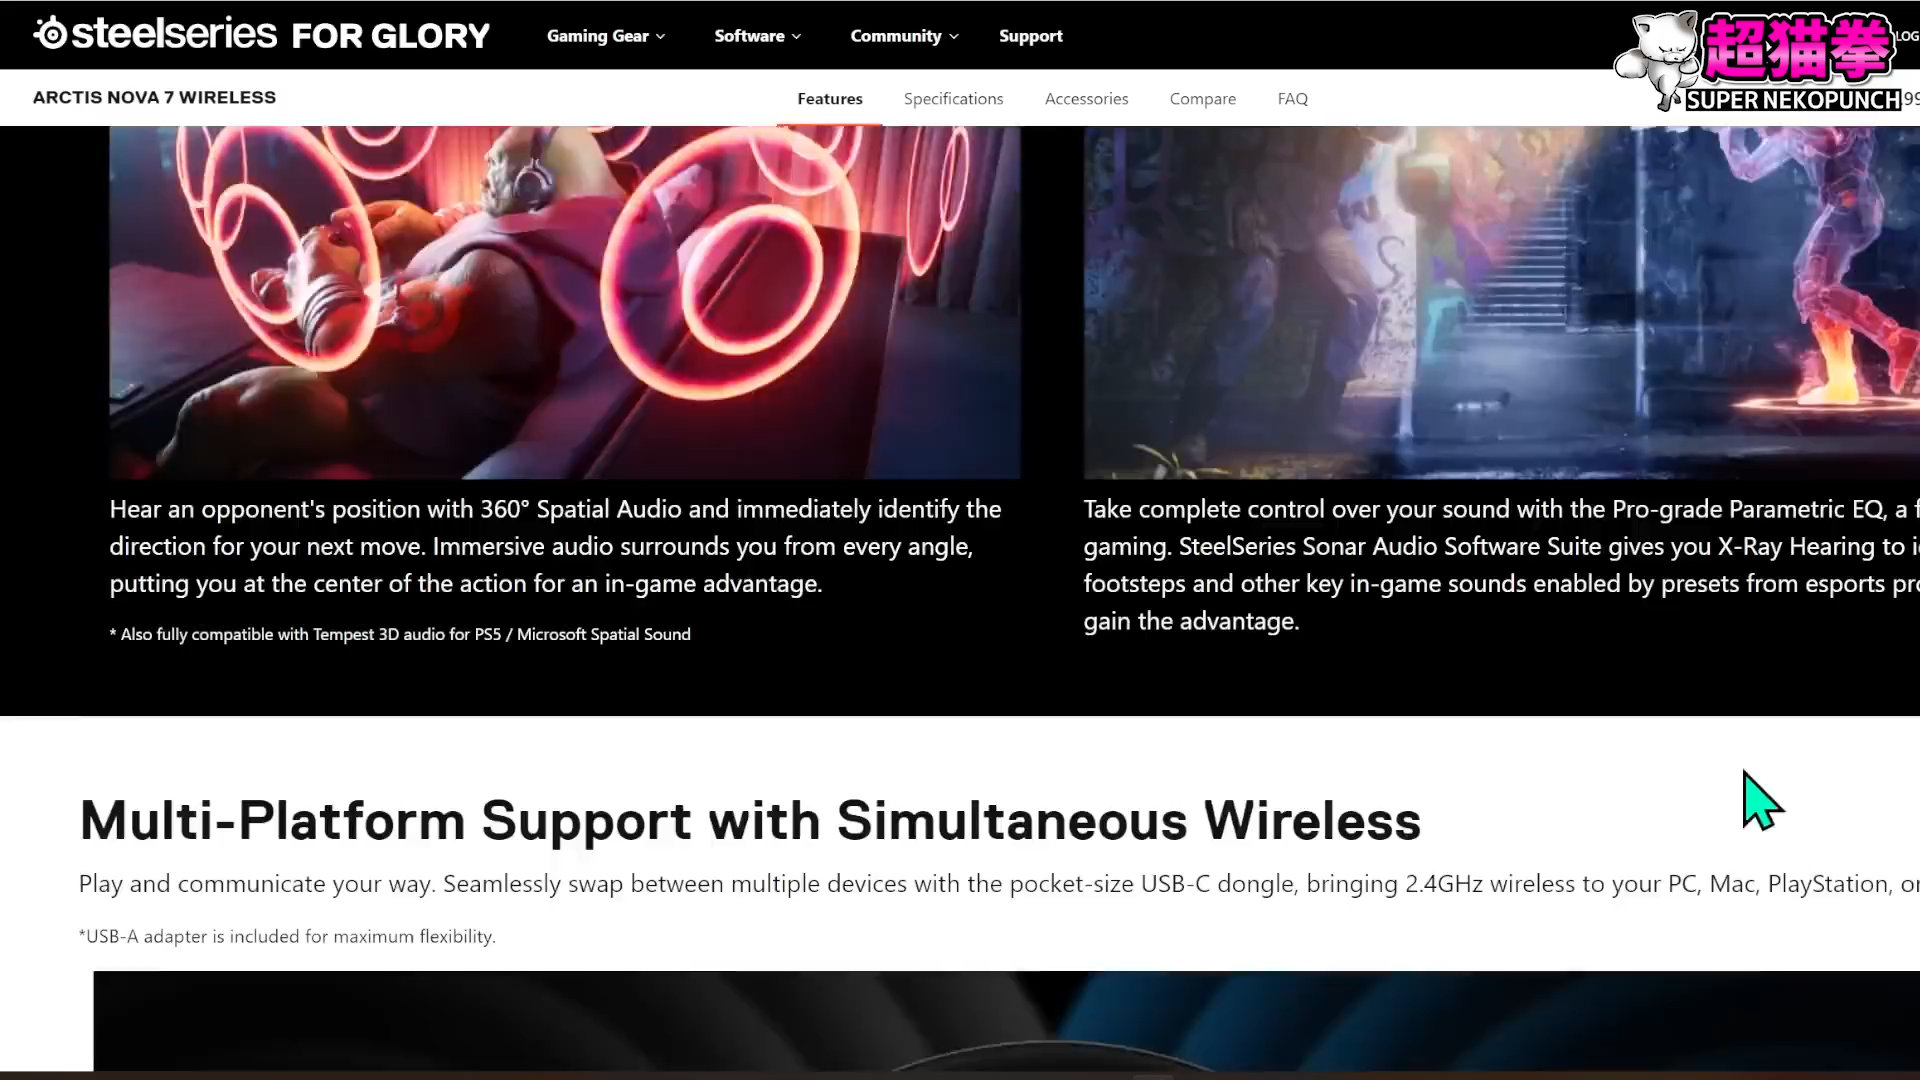 steelseries FOR GLORY
Gaming Gear
Software
Community
Support
超猫拳
SUPER NEKOPUNCH
ARCTIS NOVA 7 WIRELESS
Features
Specifications
Accessories
Compare
FAQ
Hear an opponent's position with 360° Spatial Audio and immediately identify the
direction for your next move. Immersive audio surrounds you from every angle,
putting you at the center of the action for an in-game advantage.
* Also fully compatible with Tempest 3D audio for PS5 / Microsoft Spatial Sound
Take complete control over your sound with the Pro-grade Parametric EQ, a
gaming. SteelSeries Sonar Audio Software Suite gives you X-Ray Hearing to
footsteps and other key in-game sounds enabled by presets from esports
gain the advantage.
Multi-Platform Support with Simultaneous Wireless
Play and communicate your way. Seamlessly swap between multiple devices with the pocket-size USB-C dongle, bringing 2.4GHz wireless to your PC, Mac, PlayStation,
*USB-A adapter is included for maximum flexibility.